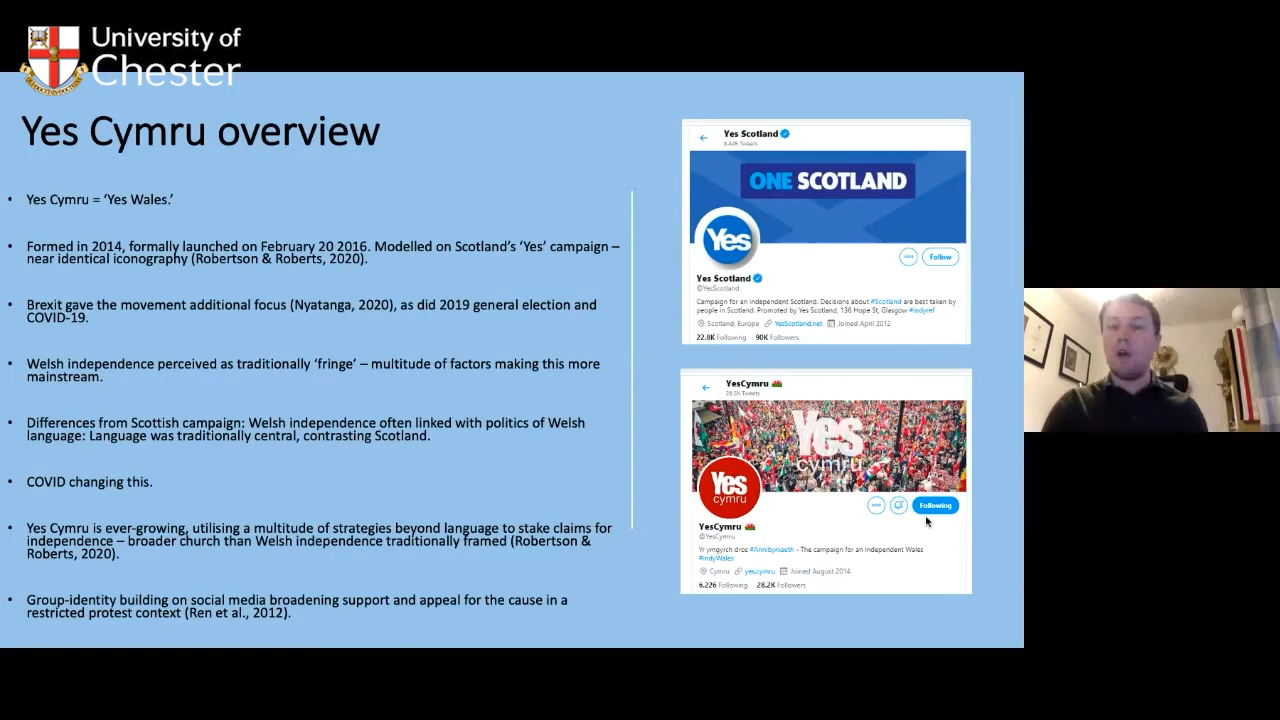 University of
Chester
Yes Cymru overview
• Yes Cymru = ‘Yes Wales.’
• Formed in 2014, formally launched on February 20 2016. Modelled on Scotland’s ‘Yes’ campaign –
near identical iconography (Robertson & Roberts, 2020).
• Brexit gave the movement additional focus (Nyatanga, 2020), as did 2019 general election and
COVID-19.
• Welsh independence perceived as traditionally ‘fringe’ – multitude of factors making this more
mainstream.
• Differences from Scottish campaign: Welsh independence often linked with politics of Welsh
language: Language was traditionally central, contrasting Scotland.
• COVID changing this.
• Yes Cymru is ever-growing, utilising a multitude of strategies beyond language to stake claims for
independence – broader church than Welsh independence traditionally framed (Robertson &
Roberts, 2020).
• Group-identity building on social media broadening support and appeal for the cause in a
restricted protest context (Ren et al., 2012).
Yes Scotland
8,448 Tweets
ONE SCOTLAND
Yes
Follow
Yes Scotland
@YesScotland
Campaign for an independent Scotland. Decisions about #Scotland are best taken by
people in Scotland. Promoted by Yes Scotland, 136 Hope St, Glasgow #indyref
Scotland, Europe YesScotland.net Joined April 2012
22.8K Following 90K Followers
YesCymru
Yes
cymru
Yes
cymru
Following
YesCymru
@YesCymru
Yr ymgyrch dros #Annibyniaeth - The campaign for an Independent Wales
#indyWales
Cymru yes.cymru Joined August 2014
6,226 Following 28.2K Followers